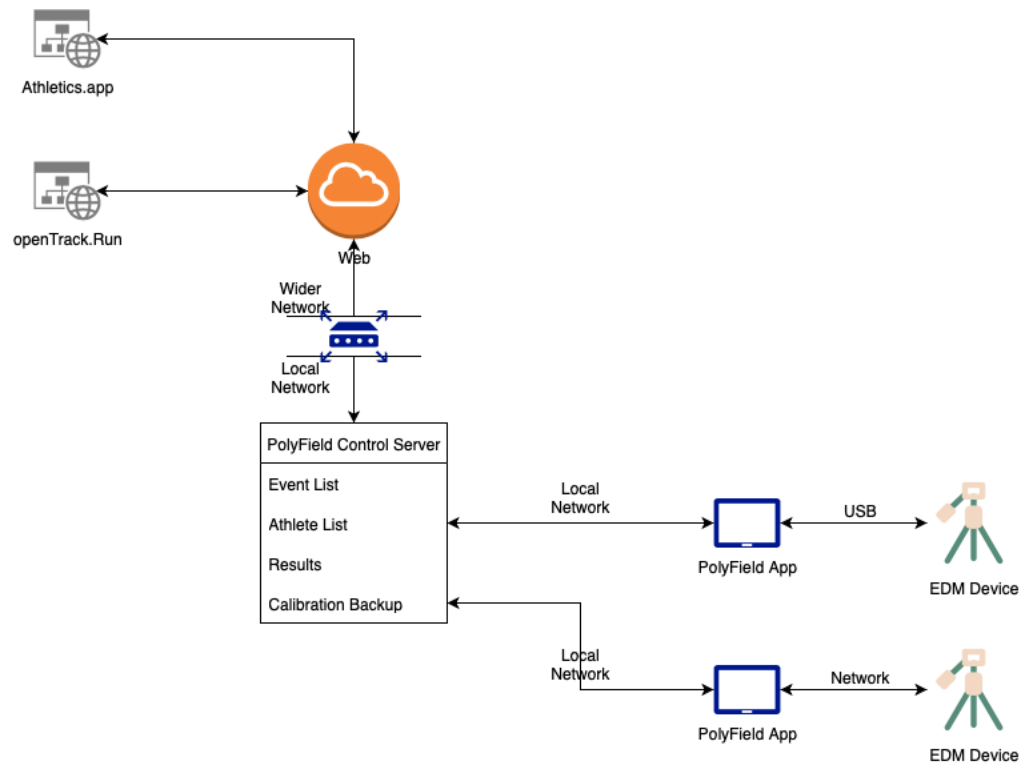 Athletics.app
openTrack.Run
Web
Wider
Network
Local
Network
PolyField Control Server
Event List
Athlete List
Results
Calibration Backup
Local
Network
PolyField App
USB
EDM Device
Local
Network
PolyField App
Network
EDM Device